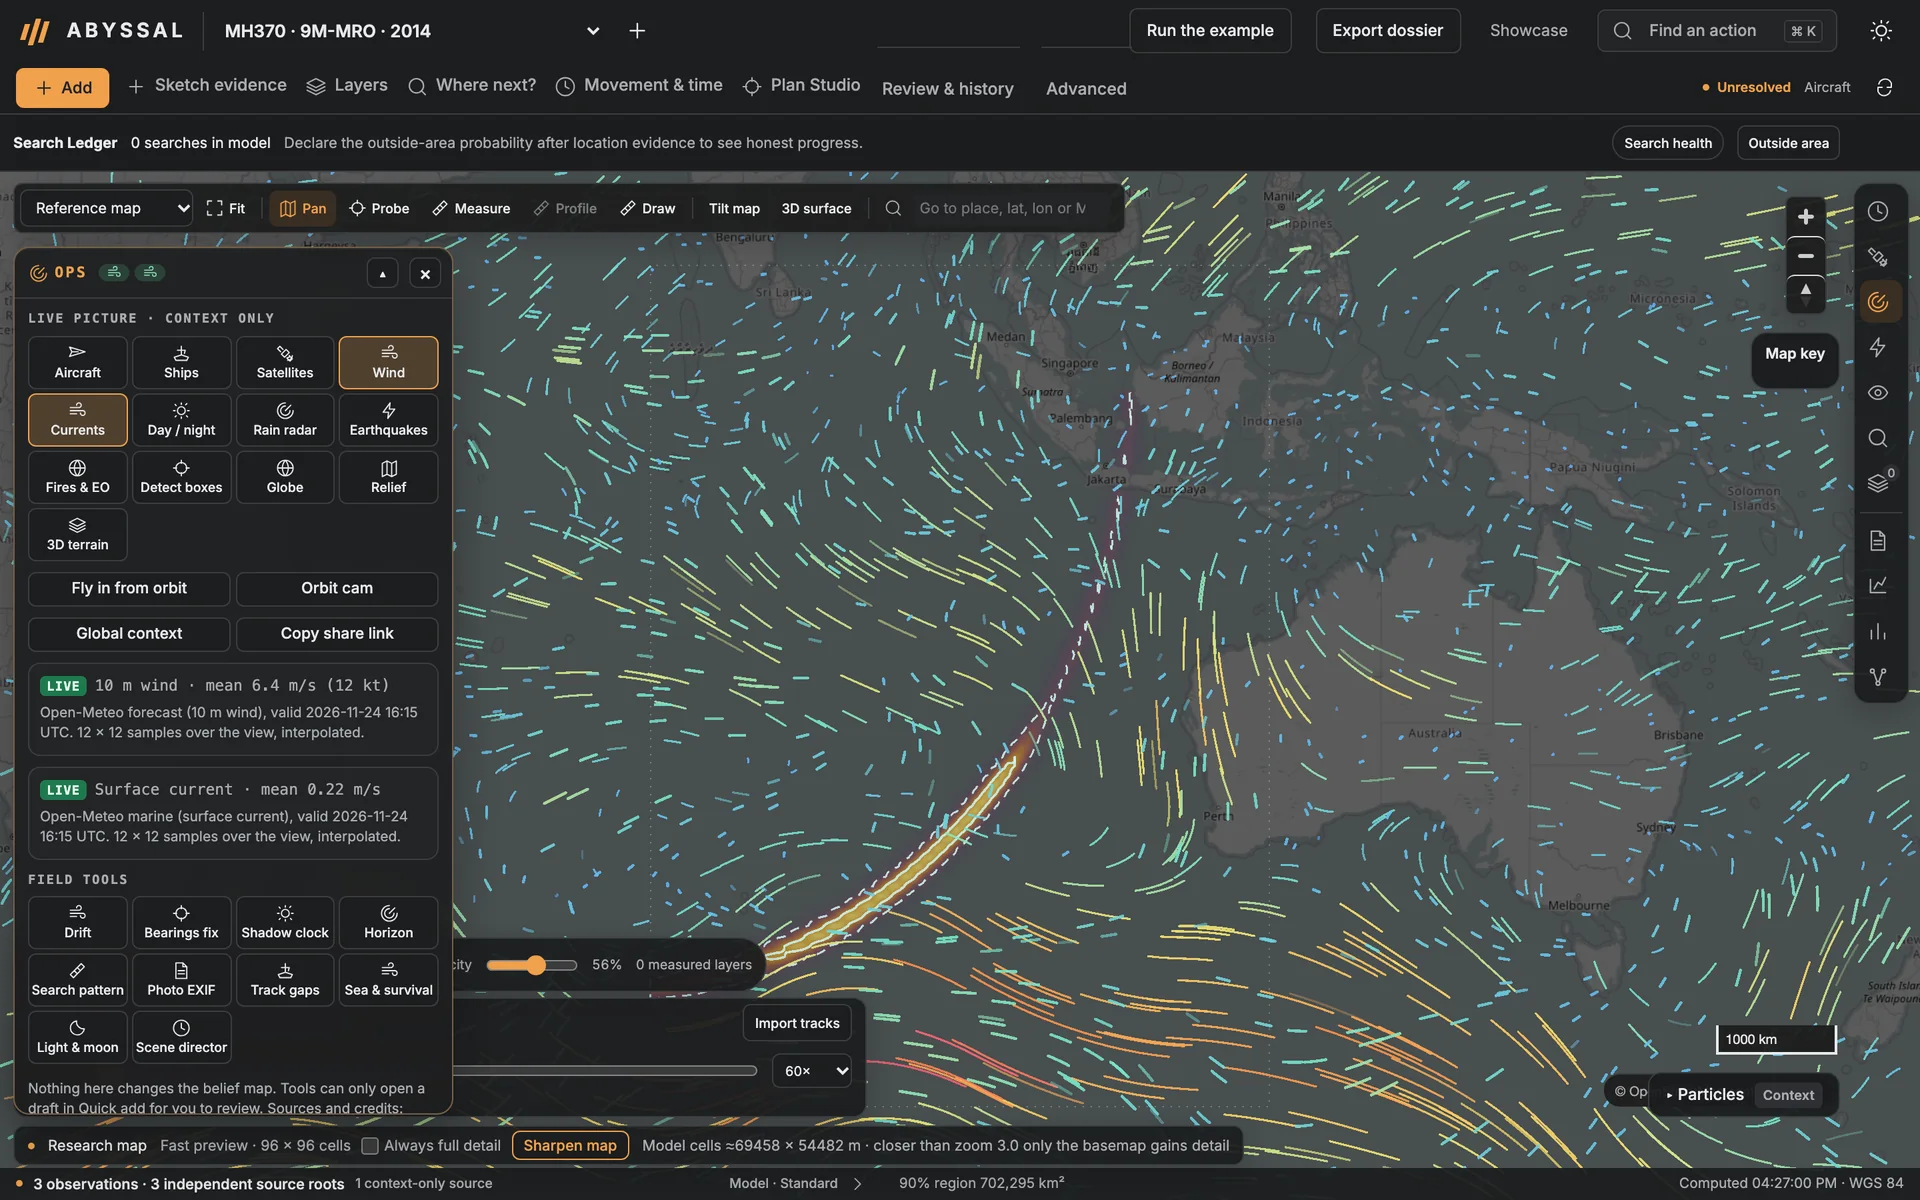 ABYSSAL
MH370 · 9M-MRO · 2014
Run the example
Export dossier
Showcase
Find an action
⌘ K
Add
Sketch evidence
Layers
Where next?
Movement & time
Plan Studio
Review & history
Advanced
Unresolved
Aircraft
Search Ledger
0 searches in model
Declare the outside-area probability after location evidence to see honest progress.
Search health
Outside area
Reference map
Fit
Pan
Probe
Measure
Profile
Draw
Tilt map
3D surface
Go to place, lat, lon or M
OPS
LIVE PICTURE · CONTEXT ONLY
Aircraft
Ships
Satellites
Wind
Currents
Day / night
Rain radar
Earthquakes
Fires & EO
Detect boxes
Globe
Relief
3D terrain
Fly in from orbit
Orbit cam
Global context
Copy share link
LIVE 10 m wind · mean 6.4 m/s (12 kt)
Open-Meteo forecast (10 m wind), valid 2026-11-24 16:15
UTC. 12 × 12 samples over the view, interpolated.
LIVE Surface current · mean 0.22 m/s
Open-Meteo marine (surface current), valid 2026-11-24
16:15 UTC. 12 × 12 samples over the view, interpolated.
FIELD TOOLS
Drift
Bearings fix
Shadow clock
Horizon
Search pattern
Photo EXIF
Track gaps
Sea & survival
Light & moon
Scene director
Nothing here changes the belief map. Tools can only open a
draft in Quick add for you to review. Sources and credits:
Manila
Philippines
Bengaluru
Sri Lanka
Micronesia
Medan
Malaysia
Singapore
Borneo /
Kalimantan
Sumatra
Palembang
Indonesia
Jakarta
Surabaya
Papua Niugini
Solomon
Islands
Australia
Brisbane
Perth
Sydney
Melbourne
South Islan
Te Waipoun
Map key
0
city
56%
0 measured layers
Import tracks
60×
1000 km
© Op
Particles
Context
Research map
Fast preview · 96 × 96 cells
Always full detail
Sharpen map
Model cells ≈69458 × 54482 m · closer than zoom 3.0 only the basemap gains detail
3 observations · 3 independent source roots
1 context-only source
Model · Standard
90% region 702,295 km²
Computed 04:27:00 PM · WGS 84